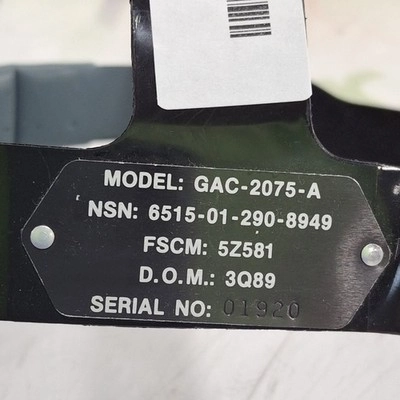 MODEL: GAC-2075-A
NSN: 6515-01-290-8949
FSCM: 5Z581
D.O.M.: 3Q89
SERIAL NO: 01920